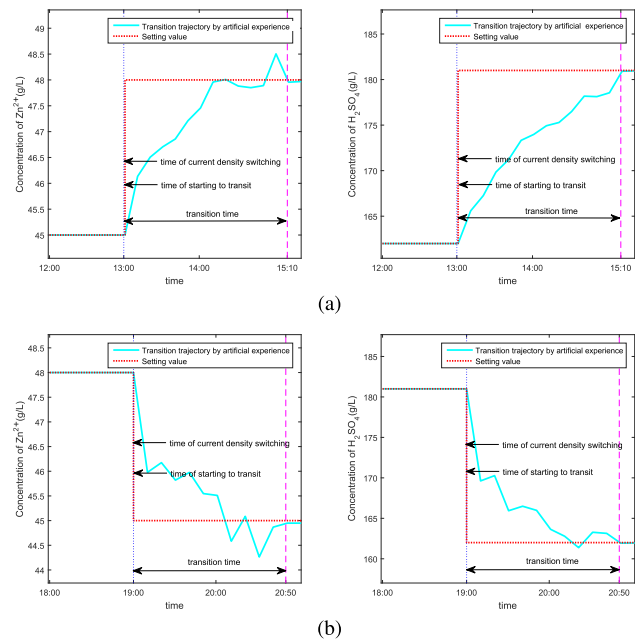 Transition trajectory by artificial experience
Setting value
Concentration of Zn2+(g/L)
49
48.5
48
47.5
47
46.5
46
45.5
45
time of current density switching
time of starting to transit
transition time
12:00
13:00
14:00
15:10
time
Transition trajectory by artificial experience
Setting value
Concentration of H2SO4(g/L)
185
180
175
170
165
time of current density switching
time of starting to transit
transition time
12:00
13:00
14:00
15:10
time
(a)
Transition trajectory by artificial experience
Setting value
Concentration of Zn2+(g/L)
48.5
48
47.5
47
46.5
46
45.5
45
44.5
44
time of current density switching
time of starting to transit
transition time
18:00
19:00
20:00
20:50
time
Transition trajectory by artificial experience
Setting value
Concentration of H2SO4(g/L)
185
180
175
170
165
160
time of current density switching
time of starting to transit
transition time
18:00
19:00
20:00
20:50
time
(b)